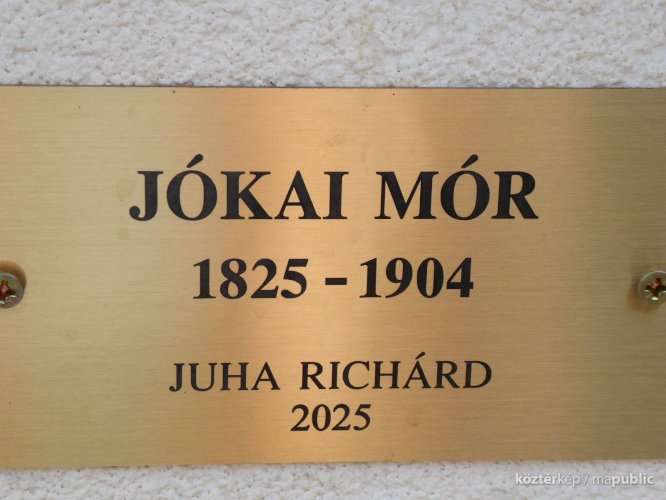 JÓKAI MÓR
1825 - 1904
JUHA RICHÁRD
2025
köztérkép / mapublic